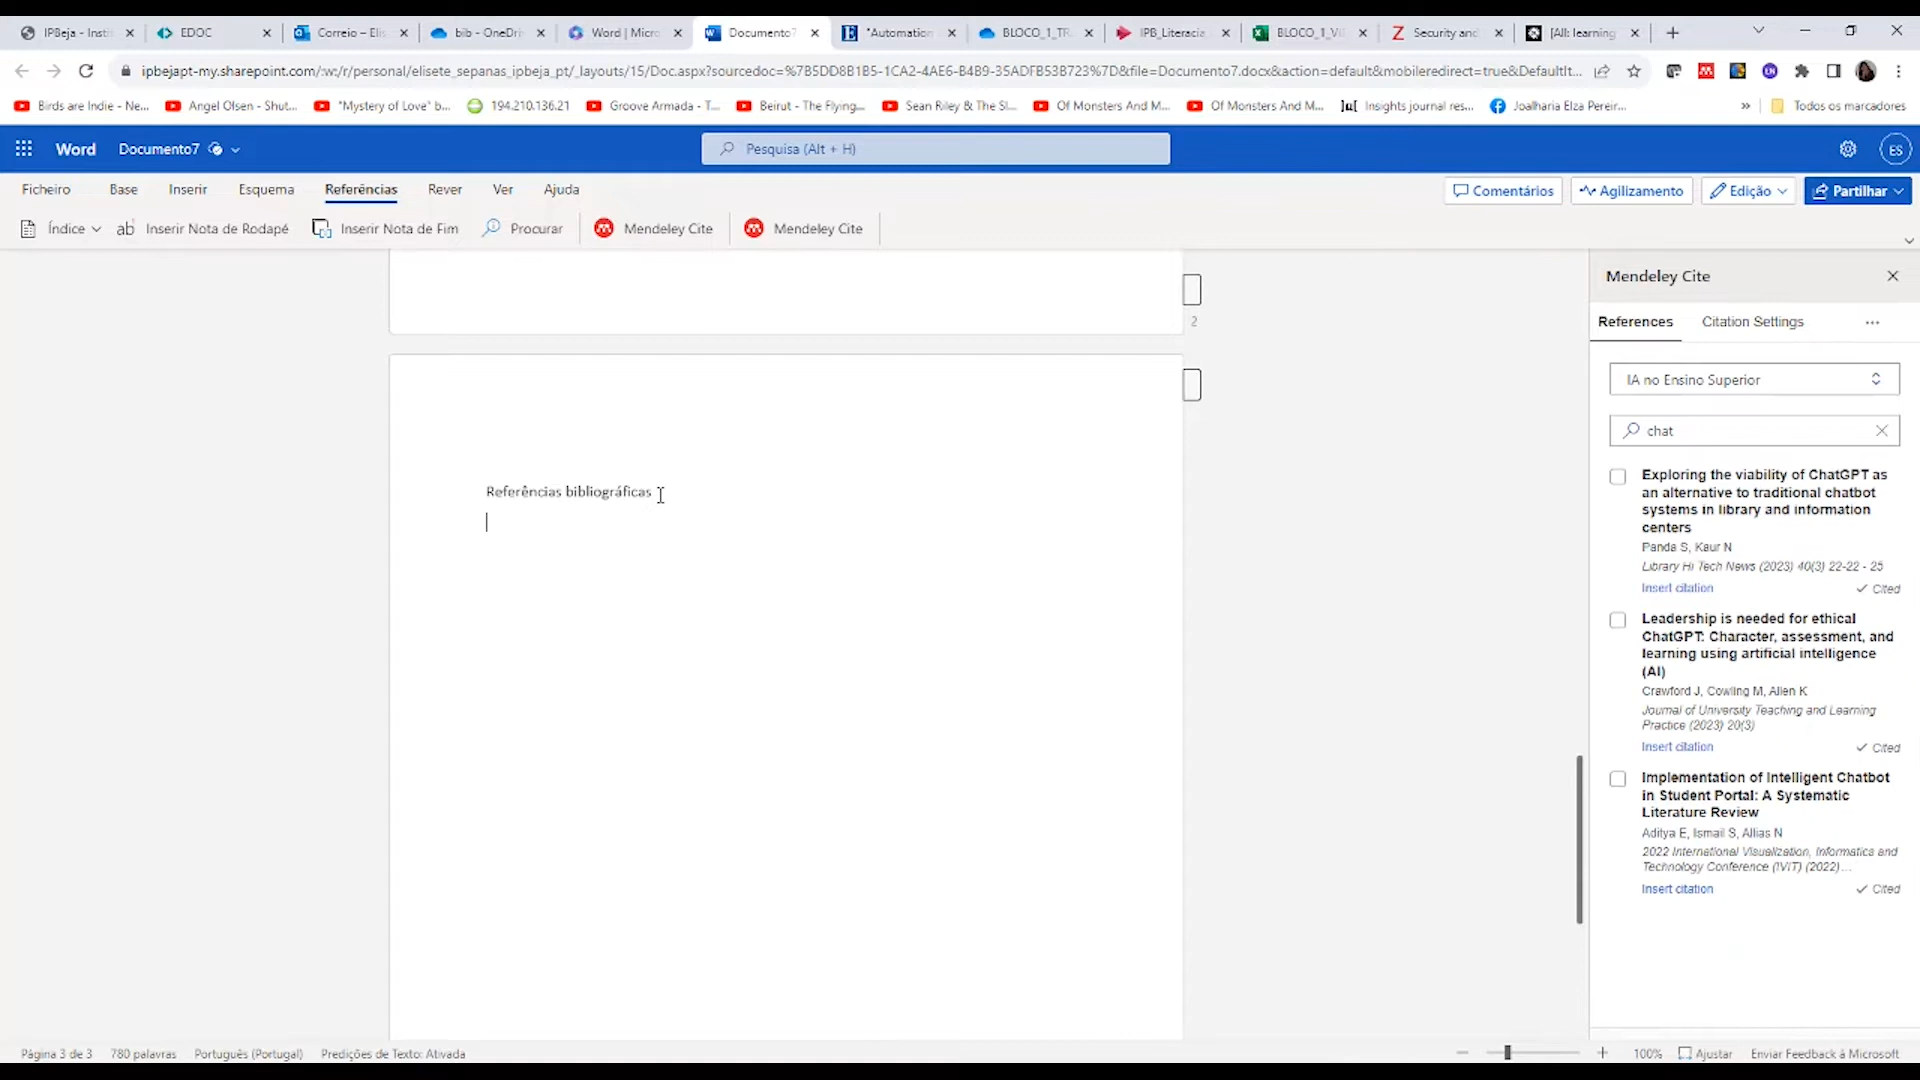 IPBeja - Insti
EDOC
Correio – Elis
bib - OneDri
Word | Micro
Documento7
"Automation
BLOCO_1_TR
IPB_Literacia
BLOCO_1_VI
Security and
[All: learning
ipbejapt-my.sharepoint.com/:w:/r/personal/elisete_sepanas_ipbeja_pt/_layouts/15/Doc.aspx?sourcedoc=%7B5DD8B1B5-1CA2-4AE6-B4B9-35ADFB53B723%7D&file=Documento7.docx&action=default&mobileredirect=true&DefaultIt...
Birds are Indie - Ne...
Angel Olsen - Shut...
"Mystery of Love" b...
194.210.136.21
Groove Armada - T...
Beirut - The Flying...
Sean Riley & The Sl...
Of Monsters And M...
Of Monsters And M...
Insights journal res...
Joalharia Elza Pereir...
»
Todos os marcadores
Word
Documento7
Pesquisa (Alt + H)
ES
Ficheiro
Base
Inserir
Esquema
Referências
Rever
Ver
Ajuda
Comentários
Agilizamento
Edição
Partilhar
Índice
ab
Inserir Nota de Rodapé
Inserir Nota de Fim
Procurar
Mendeley Cite
Mendeley Cite
2
Referências bibliográficas
Mendeley Cite
References
Citation Settings
...
IA no Ensino Superior
chat
Exploring the viability of ChatGPT as
an alternative to traditional chatbot
systems in library and information
centers
Panda S, Kaur N
Library Hi Tech News (2023) 40(3) 22-22 - 25
Insert citation
Cited
Leadership is needed for ethical
ChatGPT: Character, assessment, and
learning using artificial intelligence
(AI)
Crawford J, Cowling M, Allen K
Journal of University Teaching and Learning
Practice (2023) 20(3)
Insert citation
Cited
Implementation of Intelligent Chatbot
in Student Portal: A Systematic
Literature Review
Aditya E, Ismail S, Allias N
2022 International Visualization, Informatics and
Technology Conference (IVIT) (2022)...
Insert citation
Cited
Página 3 de 3
780 palavras
Português (Portugal)
Predições de Texto: Ativada
100%
Ajustar
Enviar Feedback à Microsoft